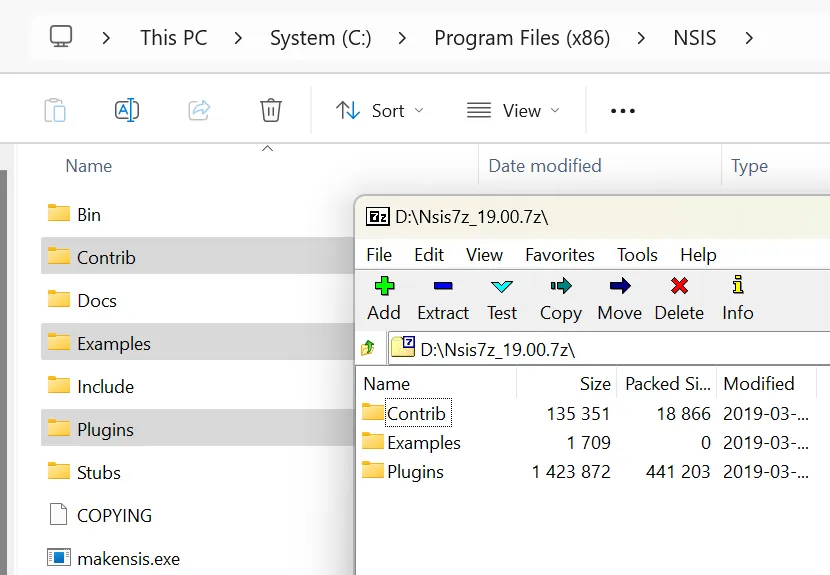 This PC > System (C:) > Program Files (x86) > NSIS >
Sort View
Name Date modified Type
Bin
Contrib
Docs
Examples
Include
Plugins
Stubs
COPYING
makensis.exe
D:\Nsis7z_19.00.7z\
File Edit View Favorites Tools Help
Add Extract Test Copy Move Delete Info
D:\Nsis7z_19.00.7z\
Name Size Packed Si... Modified
Contrib 135 351 18 866 2019-03-...
Examples 1 709 0 2019-03-...
Plugins 1 423 872 441 203 2019-03-...